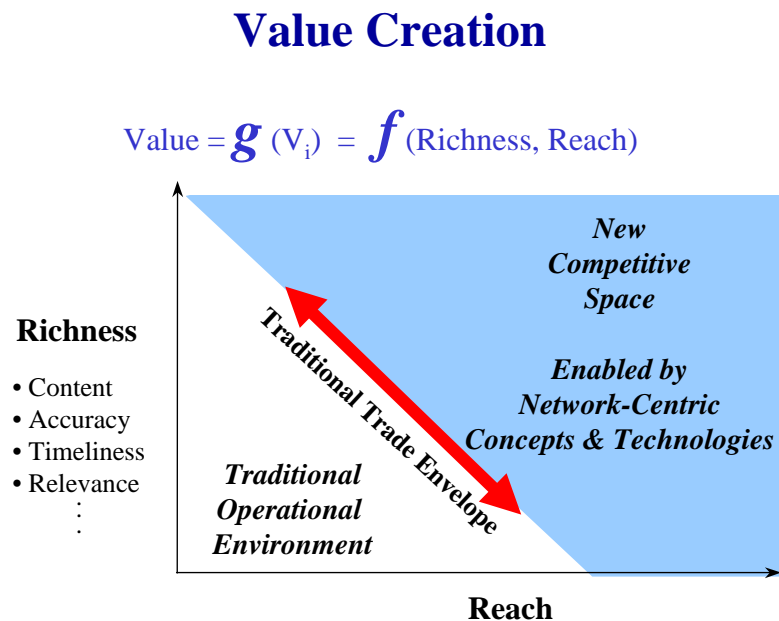 Value Creation
Value = g (Vi) = f (Richness, Reach)
New
Competitive
Space
Richness
• Content
• Accuracy
• Timeliness
• Relevance
Traditional Trade Envelope
Enabled by
Network-Centric
Concepts & Technologies
Traditional
Operational
Environment
Reach